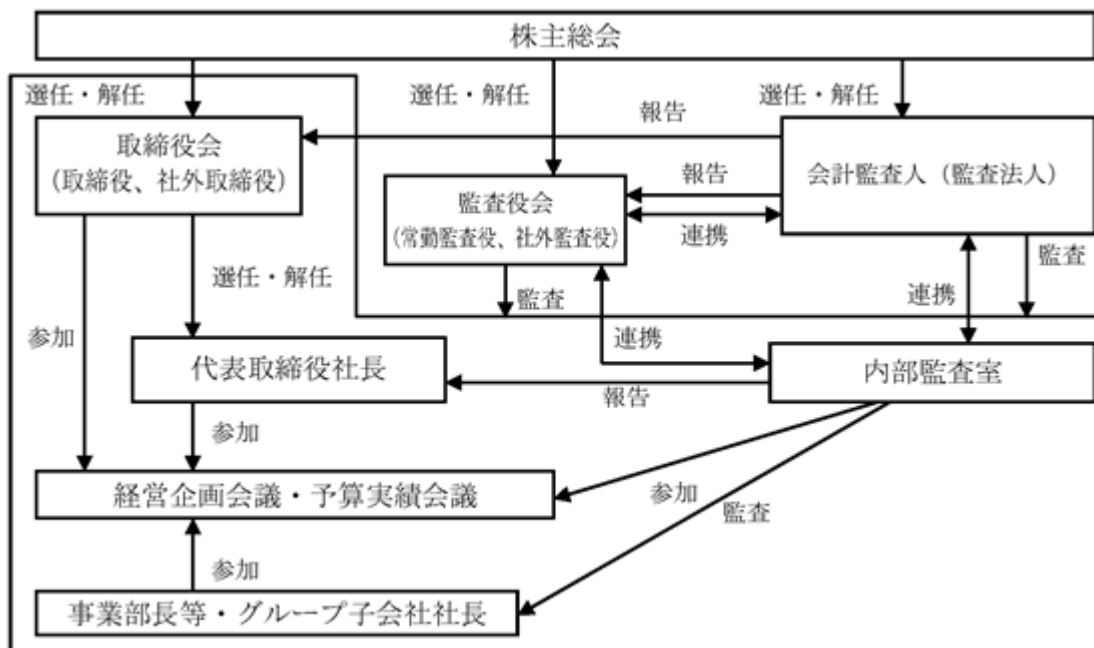 株主総会
選任・解任
選任・解任
選任・解任
報告
取締役会
(取締役、社外取締役)
会計監査人（監査法人）
報告
監査役会
(常勤監査役、社外監査役)
連携
監査
選任・解任
監査
連携
参加
連携
代表取締役社長
内部監査室
報告
参加
経営企画会議・予算実績会議
参加
監査
参加
事業部長等・グループ子会社社長